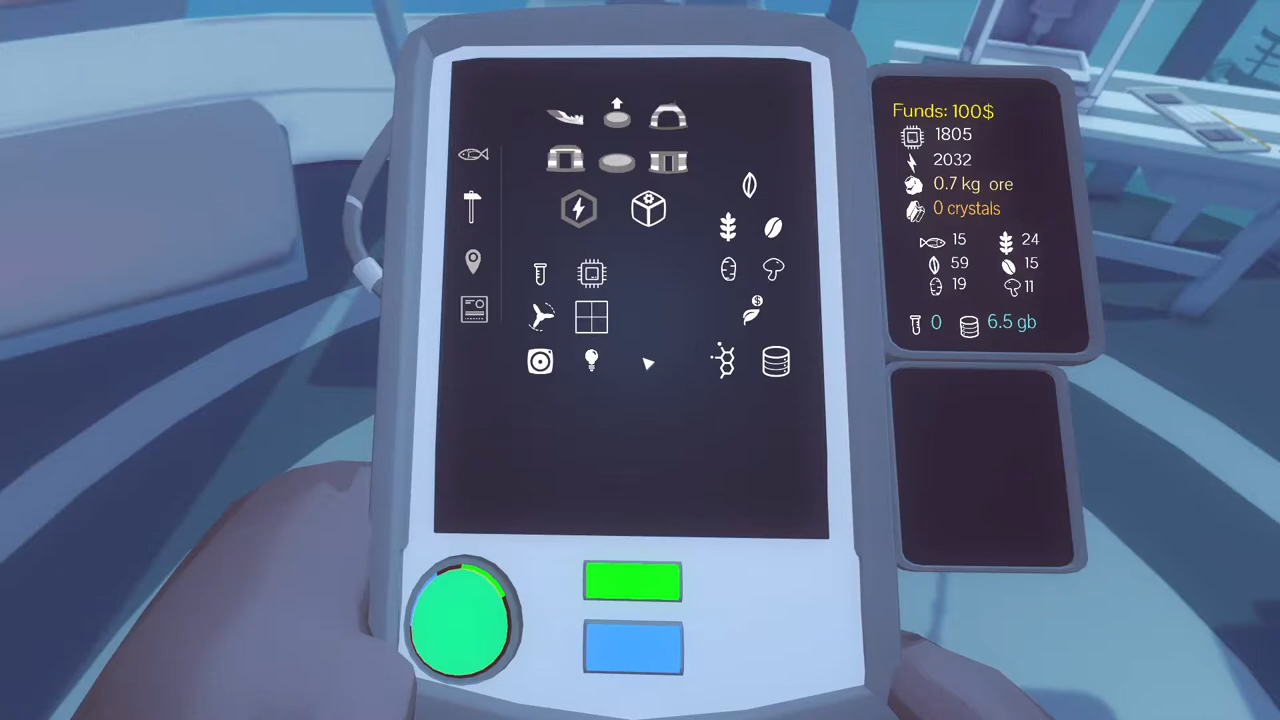 Funds: 100$
1805
2032
0.7 kg ore
0 crystals
15 24
59 15
19 11
0 6.5 gb